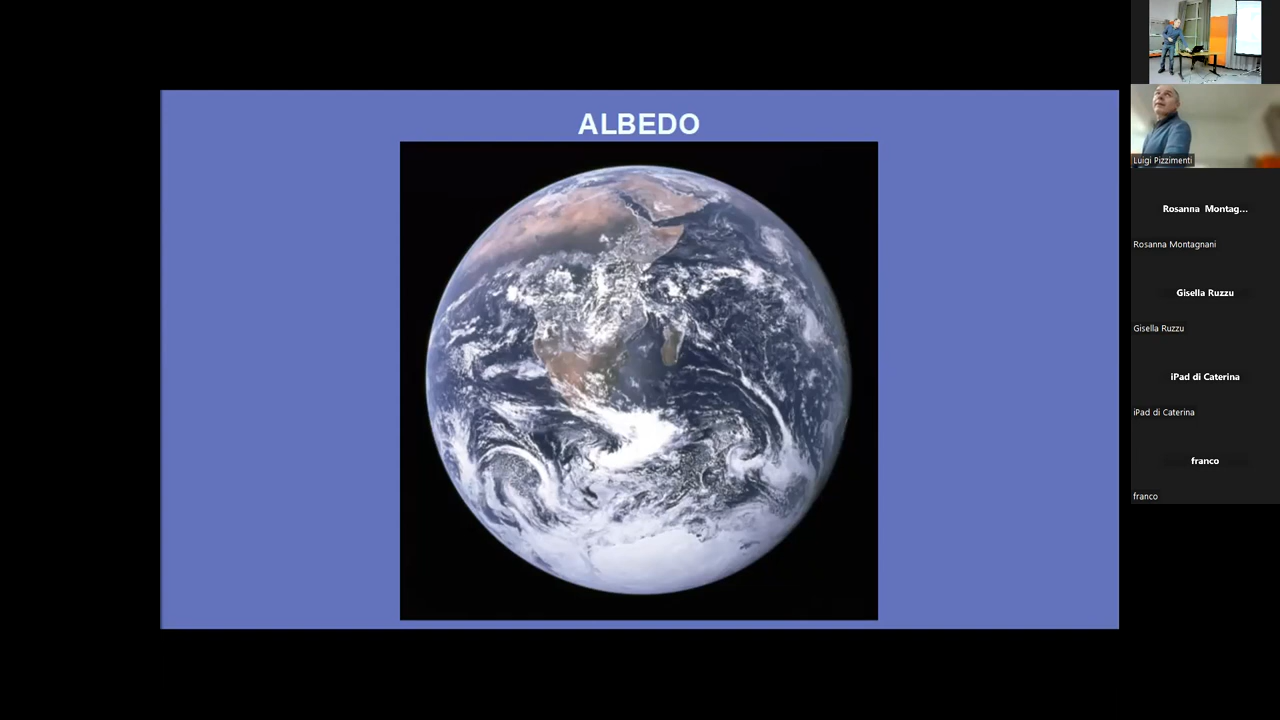 ALBEDO
Luigi Pizzimenti
Rosanna Montag...
Rosanna Montagnani
Gisella Ruzzu
Gisella Ruzzu
iPad di Caterina
iPad di Caterina
franco
franco